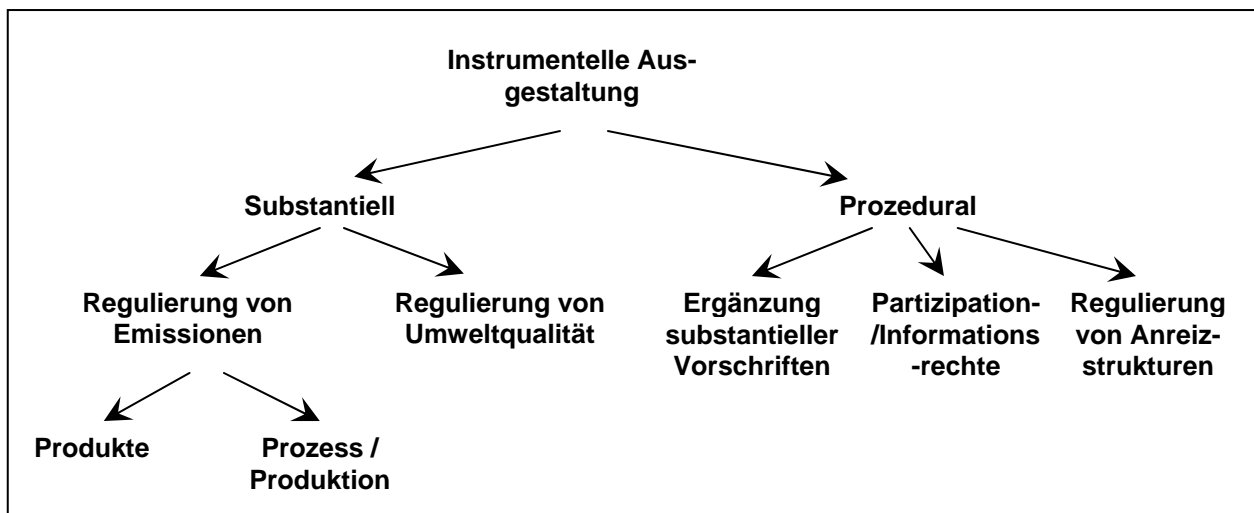 Instrumentelle Aus-
gestaltung
Substantiell
Prozedural
Regulierung von
Emissionen
Regulierung von
Umweltqualität
Ergänzung
substantieller
Vorschriften
Partizipation-
/Informations
-rechte
Regulierung
von Anreiz-
strukturen
Produkte
Prozess /
Produktion